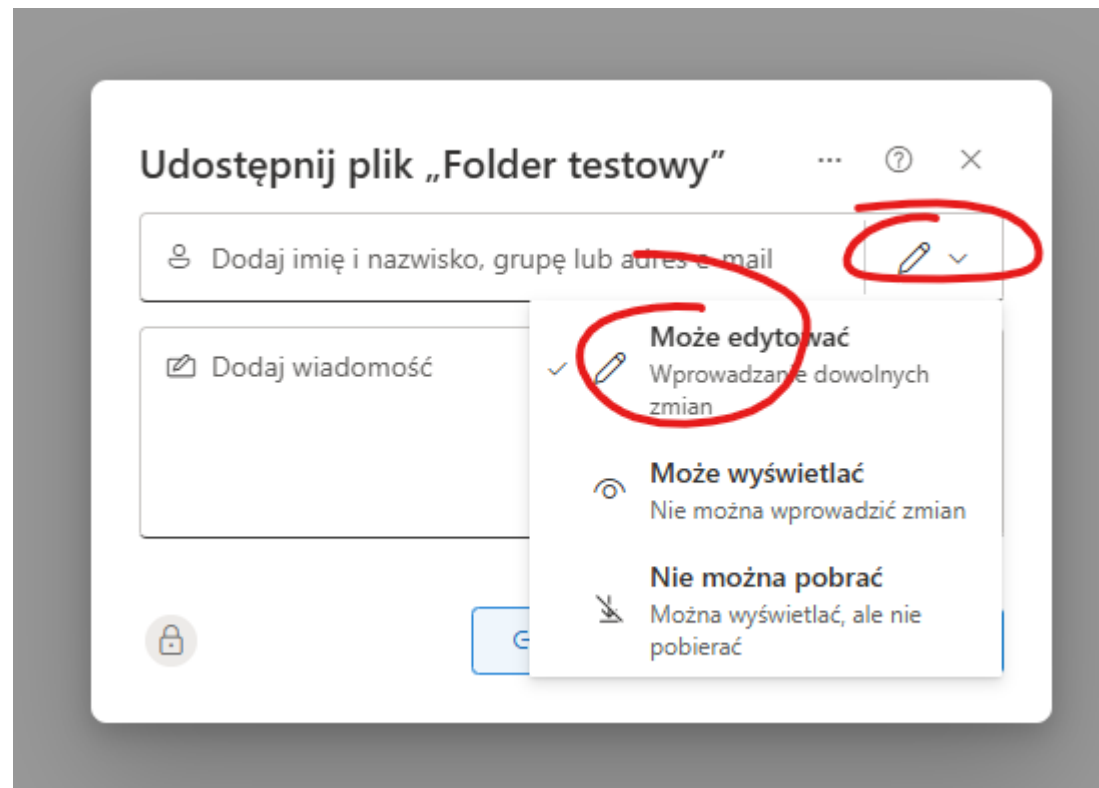 Udostępnij plik „Folder testowy”
Dodaj imię i nazwisko, grupę lub adres e-mail
Dodaj wiadomość
Może edytować
Wprowadzanie dowolnych
zmian
Może wyświetlać
Nie można wprowadzić zmian
Nie można pobrać
Można wyświetlać, ale nie
pobierać